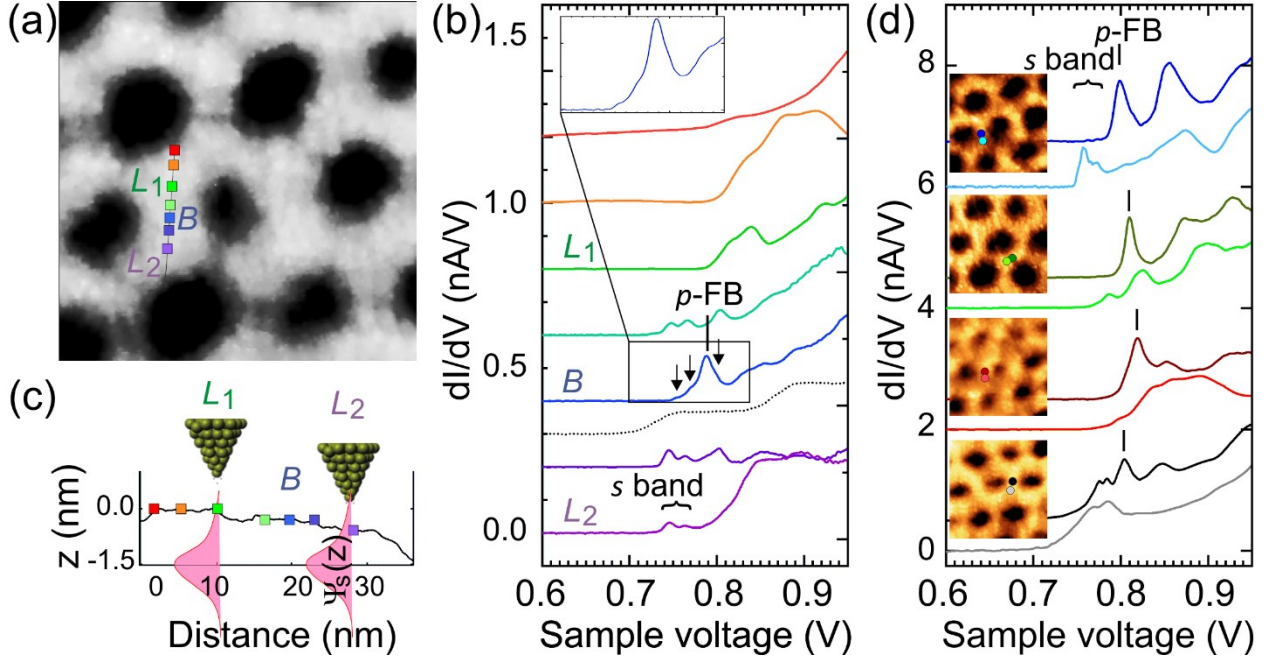 (a)
L1
B
L2
(b)
dI/dV (nA/V)
1.5
1.0
0.5
0.0
L1
p-FB
B
s band
L2
0.6 0.7 0.8 0.9
Sample voltage (V)
(c)
L1
L2
B
z (nm)
0.0
-1.5
Ψs(z)
0 10 20 30
Distance (nm)
(d)
dI/dV (nA/V)
8
6
4
2
0
p-FB
s band
0.6 0.7 0.8 0.9
Sample voltage (V)